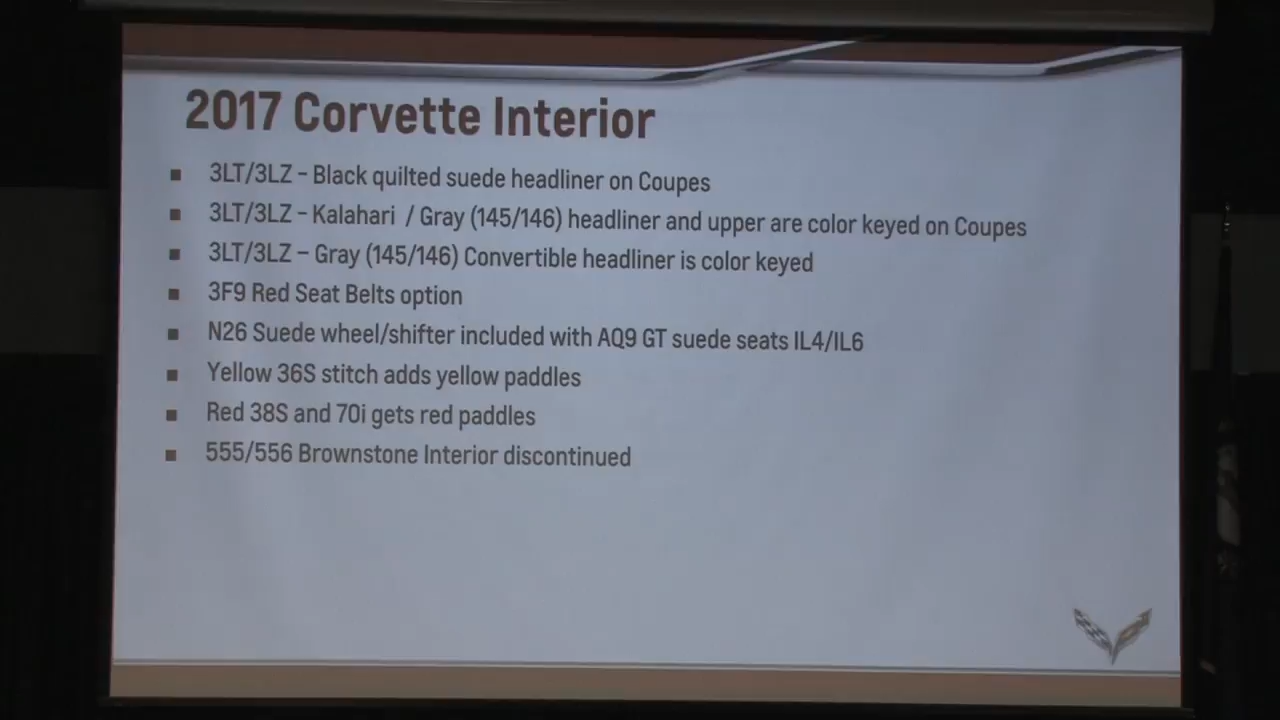 2017 Corvette Interior
▪ 3LT/3LZ – Black quilted suede headliner on Coupes
▪ 3LT/3LZ – Kalahari / Gray (145/146) headliner and upper are color keyed on Coupes
▪ 3LT/3LZ – Gray (145/146) Convertible headliner is color keyed
▪ 3F9 Red Seat Belts option
▪ N26 Suede wheel/shifter included with AQ9 GT suede seats IL4/IL6
▪ Yellow 36S stitch adds yellow paddles
▪ Red 38S and 70i gets red paddles
▪ 555/556 Brownstone Interior discontinued